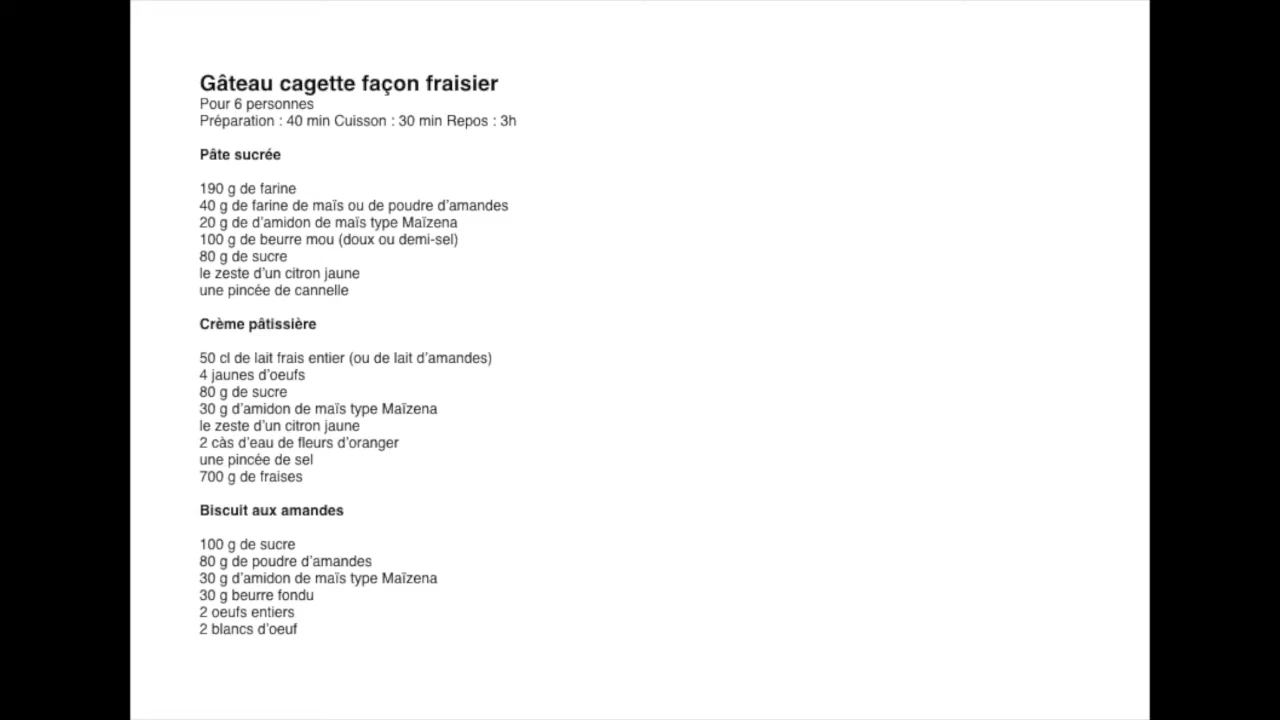 Gâteau cagette façon fraisier
Pour 6 personnes
Préparation : 40 min Cuisson : 30 min Repos : 3h
Pâte sucrée
190 g de farine
40 g de farine de maïs ou de poudre d’amandes
20 g de d’amidon de maïs type Maïzena
100 g de beurre mou (doux ou demi-sel)
80 g de sucre
le zeste d’un citron jaune
une pincée de cannelle
Crème pâtissière
50 cl de lait frais entier (ou de lait d’amandes)
4 jaunes d’oeufs
80 g de sucre
30 g d’amidon de maïs type Maïzena
le zeste d’un citron jaune
2 càs d’eau de fleurs d’oranger
une pincée de sel
700 g de fraises
Biscuit aux amandes
100 g de sucre
80 g de poudre d’amandes
30 g d’amidon de maïs type Maïzena
30 g beurre fondu
2 oeufs entiers
2 blancs d’oeuf